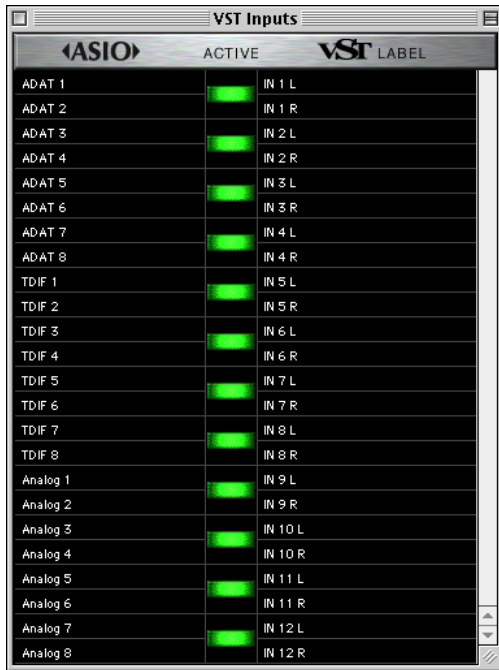 VST Inputs
ASIO ACTIVE VST LABEL
ADAT 1 IN 1 L
ADAT 2 IN 1 R
ADAT 3 IN 2 L
ADAT 4 IN 2 R
ADAT 5 IN 3 L
ADAT 6 IN 3 R
ADAT 7 IN 4 L
ADAT 8 IN 4 R
TDIF 1 IN 5 L
TDIF 2 IN 5 R
TDIF 3 IN 6 L
TDIF 4 IN 6 R
TDIF 5 IN 7 L
TDIF 6 IN 7 R
TDIF 7 IN 8 L
TDIF 8 IN 8 R
Analog 1 IN 9 L
Analog 2 IN 9 R
Analog 3 IN 10 L
Analog 4 IN 10 R
Analog 5 IN 11 L
Analog 6 IN 11 R
Analog 7 IN 12 L
Analog 8 IN 12 R